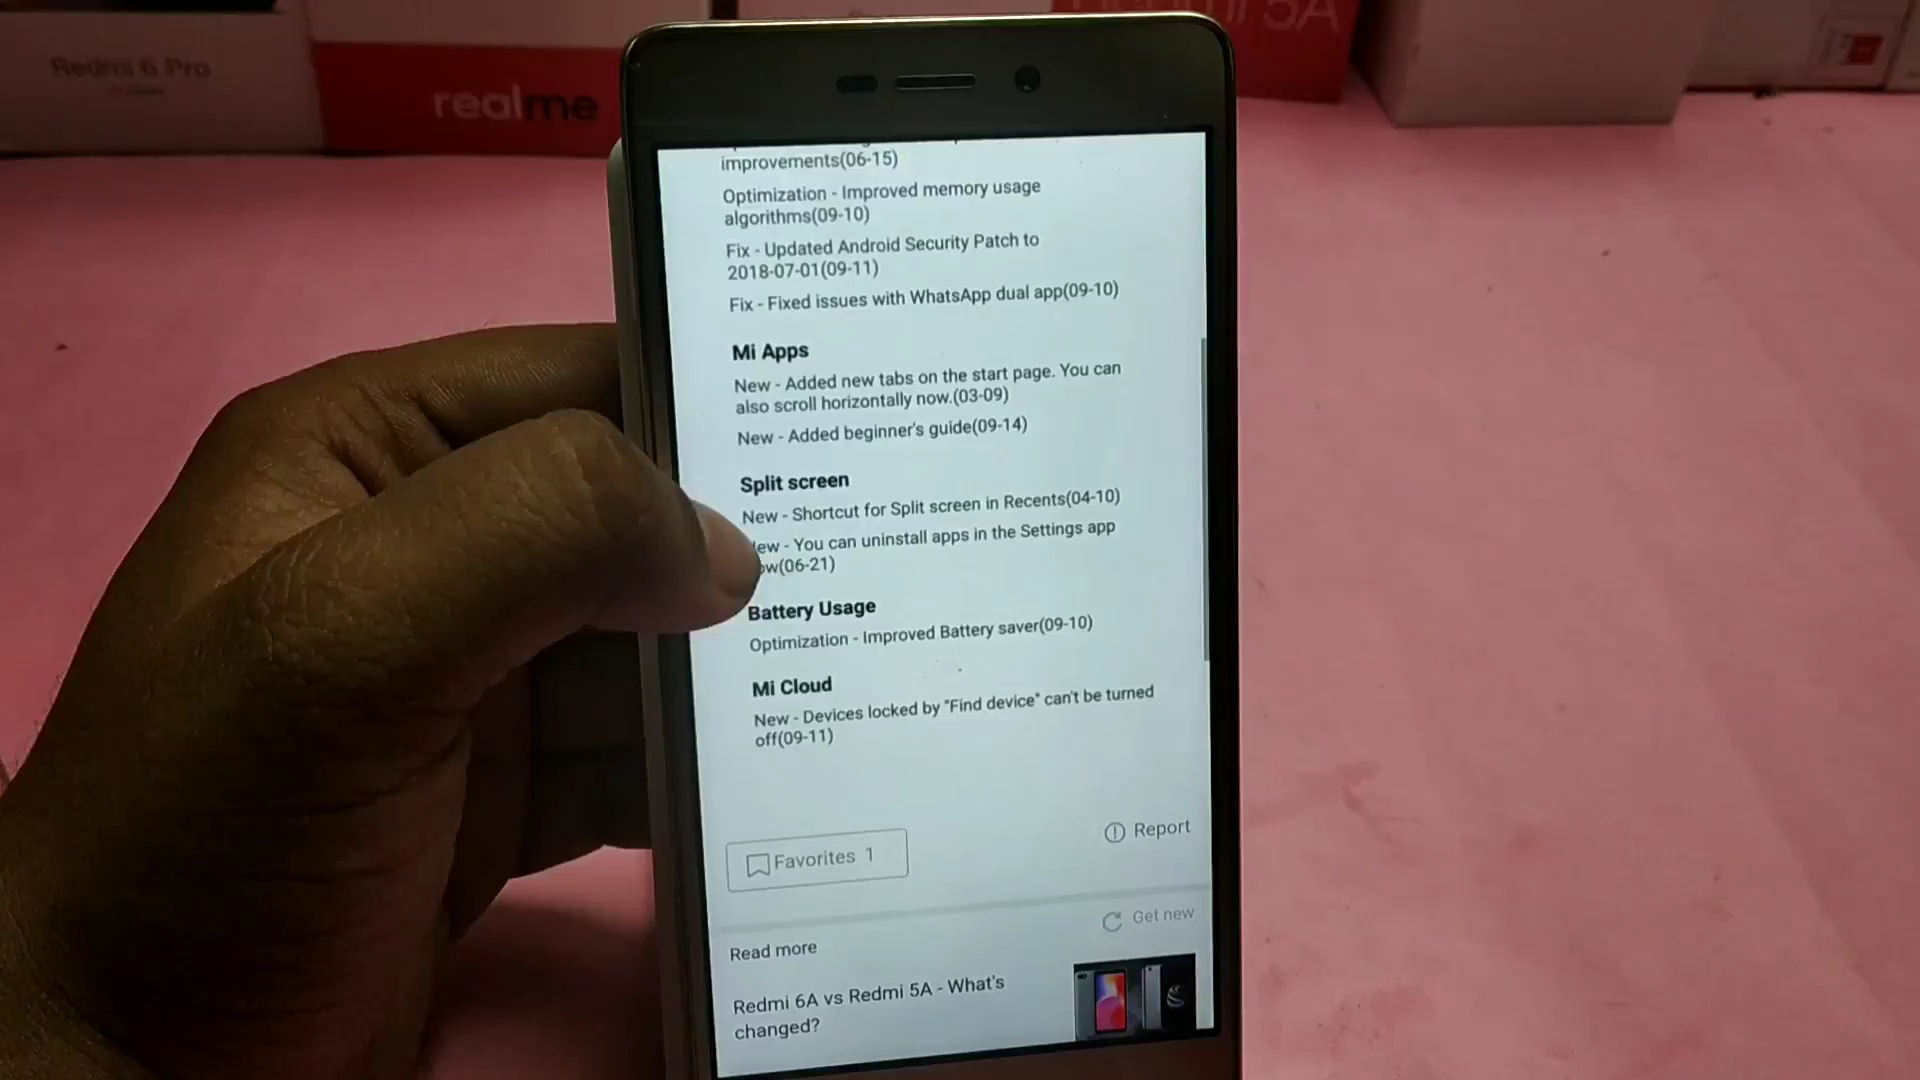 Redmi 6 Pro
realme
5A
improvements(06-15)
Optimization - Improved memory usage
algorithms(09-10)
Fix - Updated Android Security Patch to
2018-07-01(09-11)
Fix - Fixed issues with WhatsApp dual app(09-10)
Mi Apps
New - Added new tabs on the start page. You can
also scroll horizontally now.(03-09)
New - Added beginner's guide(09-14)
Split screen
New - Shortcut for Split screen in Recents(04-10)
ew - You can uninstall apps in the Settings app
ow(06-21)
Battery Usage
Optimization - Improved Battery saver(09-10)
Mi Cloud
New - Devices locked by "Find device" can't be turned
off(09-11)
Favorites 1
Report
Get new
Read more
Redmi 6A vs Redmi 5A - What's
changed?